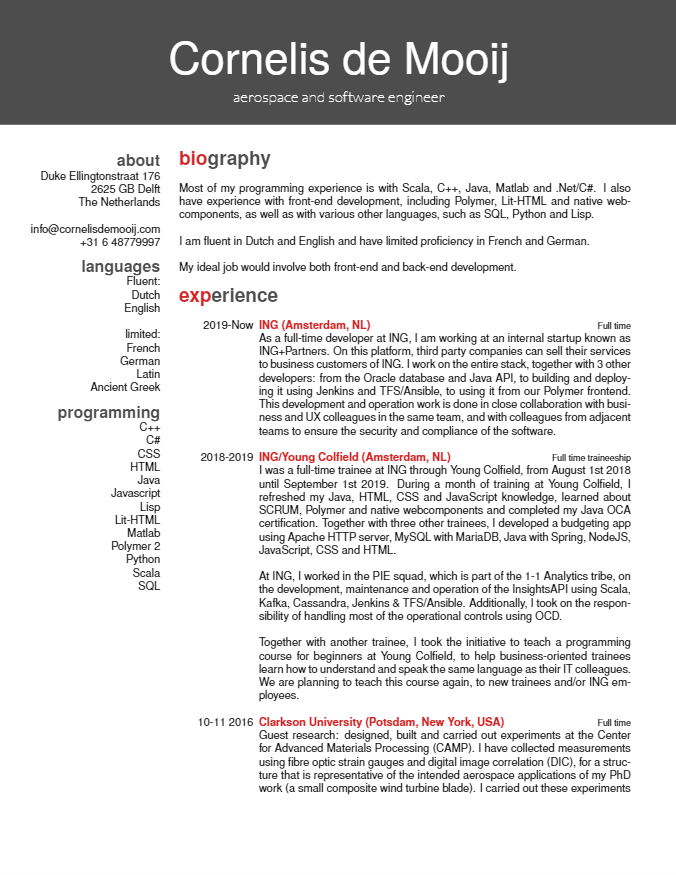 Cornelis de Mooij
aerospace and software engineer
about
Duke Ellingtonstraat 176
2625 GB Delft
The Netherlands
info@cornelisdemooij.com
+31 6 48779997
languages
Fluent:
Dutch
English
limited:
French
German
Latin
Ancient Greek
programming
C++
C#
CSS
HTML
Java
Javascript
Lisp
Lit-HTML
Matlab
Polymer 2
Python
Scala
SQL
biography
Most of my programming experience is with Scala, C++, Java, Matlab and .Net/C#. I also
have experience with front-end development, including Polymer, Lit-HTML and native web-
components, as well as with various other languages, such as SQL, Python and Lisp.
I am fluent in Dutch and English and have limited proficiency in French and German.
My ideal job would involve both front-end and back-end development.
experience
2019-Now ING (Amsterdam, NL) Full time
As a full-time developer at ING, I am working at an internal startup known as
ING+Partners. On this platform, third party companies can sell their services
to business customers of ING. I work on the entire stack, together with 3 other
developers: from the Oracle database and Java API, to building and deploy-
ing it using Jenkins and TFS/Ansible, to using it from our Polymer frontend.
This development and operation work is done in close collaboration with busi-
ness and UX colleagues in the same team, and with colleagues from adjacent
teams to ensure the security and compliance of the software.
2018-2019 ING/Young Colfield (Amsterdam, NL) Full time traineeship
I was a full-time trainee at ING through Young Colfield, from August 1st 2018
until September 1st 2019. During a month of training at Young Colfield, I
refreshed my Java, HTML, CSS and JavaScript knowledge, learned about
SCRUM, Polymer and native webcomponents and completed my Java OCA
certification. Together with three other trainees, I developed a budgeting app
using Apache HTTP server, MySQL with MariaDB, Java with Spring, NodeJS,
JavaScript, CSS and HTML.
At ING, I worked in the PIE squad, which is part of the 1-1 Analytics tribe, on
the development, maintenance and operation of the InsightsAPI using Scala,
Kafka, Cassandra, Jenkins & TFS/Ansible. Additionally, I took on the respon-
sibility of handling most of the operational controls using OCD.
Together with another trainee, I took the initiative to teach a programming
course for beginners at Young Colfield, to help business-oriented trainees
learn how to understand and speak the same language as their IT colleagues.
We are planning to teach this course again, to new trainees and/or ING em-
ployees.
10-11 2016 Clarkson University (Potsdam, New York, USA) Full time
Guest research: designed, built and carried out experiments at the Center
for Advanced Materials Processing (CAMP). I have collected measurements
using fibre optic strain gauges and digital image correlation (DIC), for a struc-
ture that is representative of the intended aerospace applications of my PhD
work (a small composite wind turbine blade). I carried out these experiments